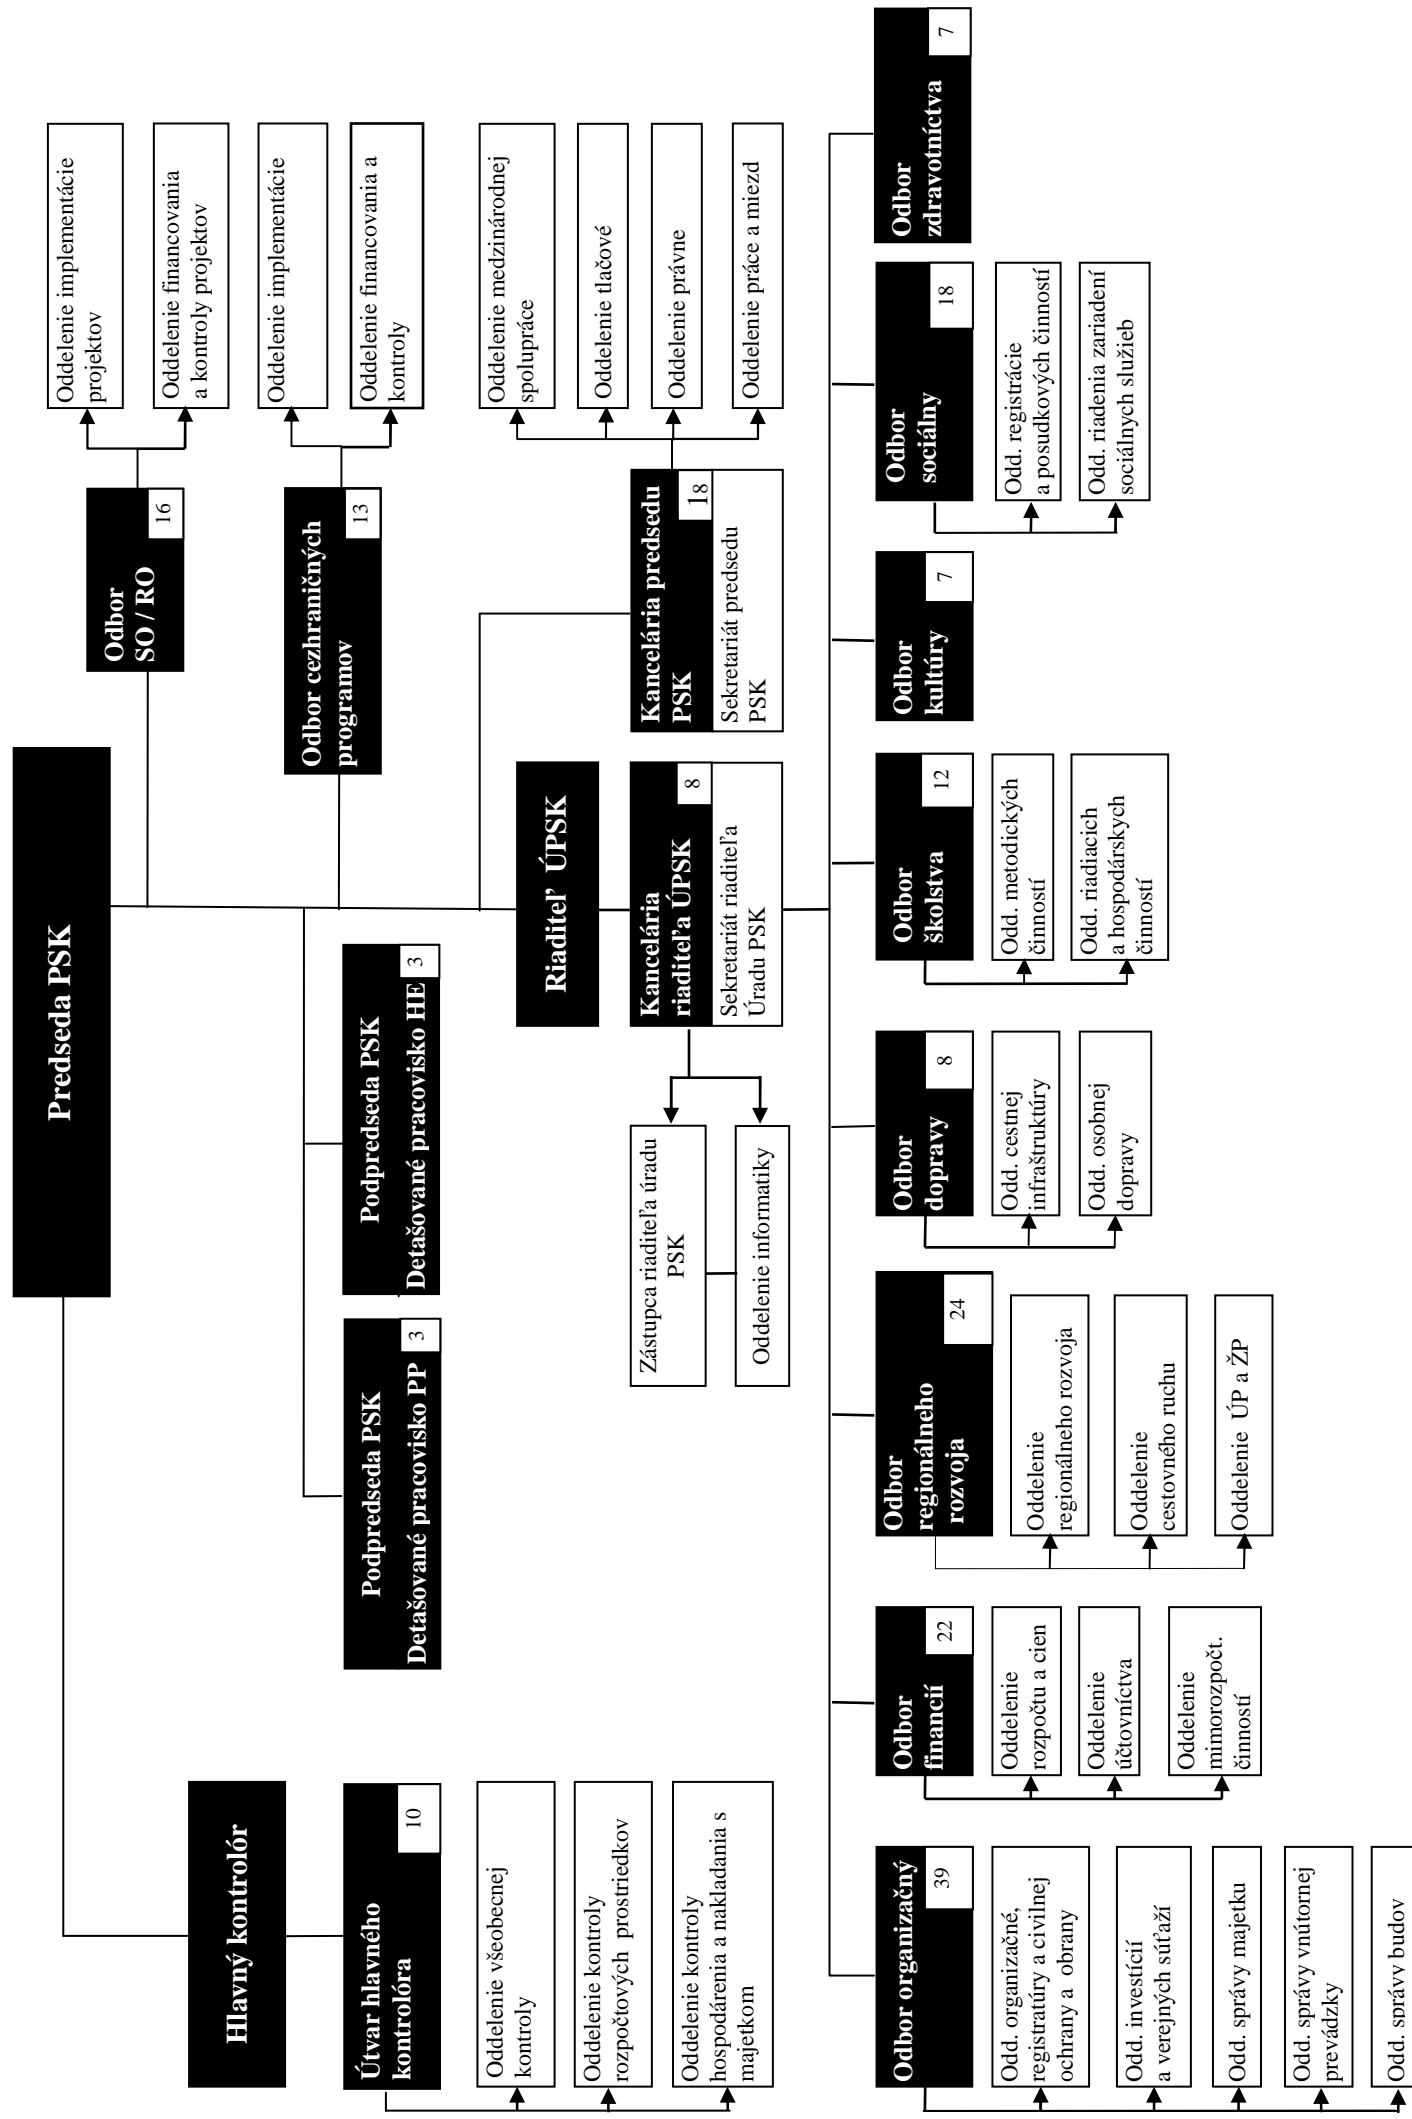 Predseda PSK
Hlavný kontrolór
Útvar hlavného
kontrolóra
10
Oddelenie všeobecnej
kontroly
Oddelenie kontroly
rozpočtových prostriedkov
Oddelenie kontroly
hospodárenia a nakladania s
majetkom
Podpredseda PSK
Detašované pracovisko PP
3
Podpredseda PSK
Detašované pracovisko HE
3
Odbor
SO / RO
16
Oddelenie implementácie
projektov
Oddelenie financovania
a kontroly projektov
Odbor cezhraničných
programov
13
Oddelenie implementácie
Oddelenie financovania a
kontroly
Riaditeľ ÚPSK
Kancelária
riaditeľa ÚPSK
8
Sekretariát riaditeľa
Úradu PSK
Zástupca riaditeľa úradu
PSK
Oddelenie informatiky
Kancelária predsedu
PSK
18
Sekretariát predsedu
PSK
Oddelenie medzinárodnej
spolupráce
Oddelenie tlačové
Oddelenie právne
Oddelenie práce a miezd
Odbor organizačný
39
Odd. organizačné,
registratúry a civilnej
ochrany a obrany
Odd. investícií
a verejných súťaží
Odd. správy majetku
Odd. správy vnútornej
prevádzky
Odd. správy budov
Odbor
financií
22
Oddelenie
rozpočtu a cien
Oddelenie
účtovníctva
Oddelenie
mimorozpočt.
činností
Odbor
regionálneho
rozvoja
24
Oddelenie
regionálneho rozvoja
Oddelenie
cestovného ruchu
Oddelenie ÚP a ŽP
Odbor
dopravy
8
Odd. cestnej
infraštruktúry
Odd. osobnej
dopravy
Odbor
školstva
12
Odd. metodických
činností
Odd. riadiacich
a hospodárskych
činností
Odbor
kultúry
7
Odbor
sociálny
18
Odd. registrácie
a posudkových činností
Odd. riadenia zariadení
sociálnych služieb
Odbor
zdravotníctva
7